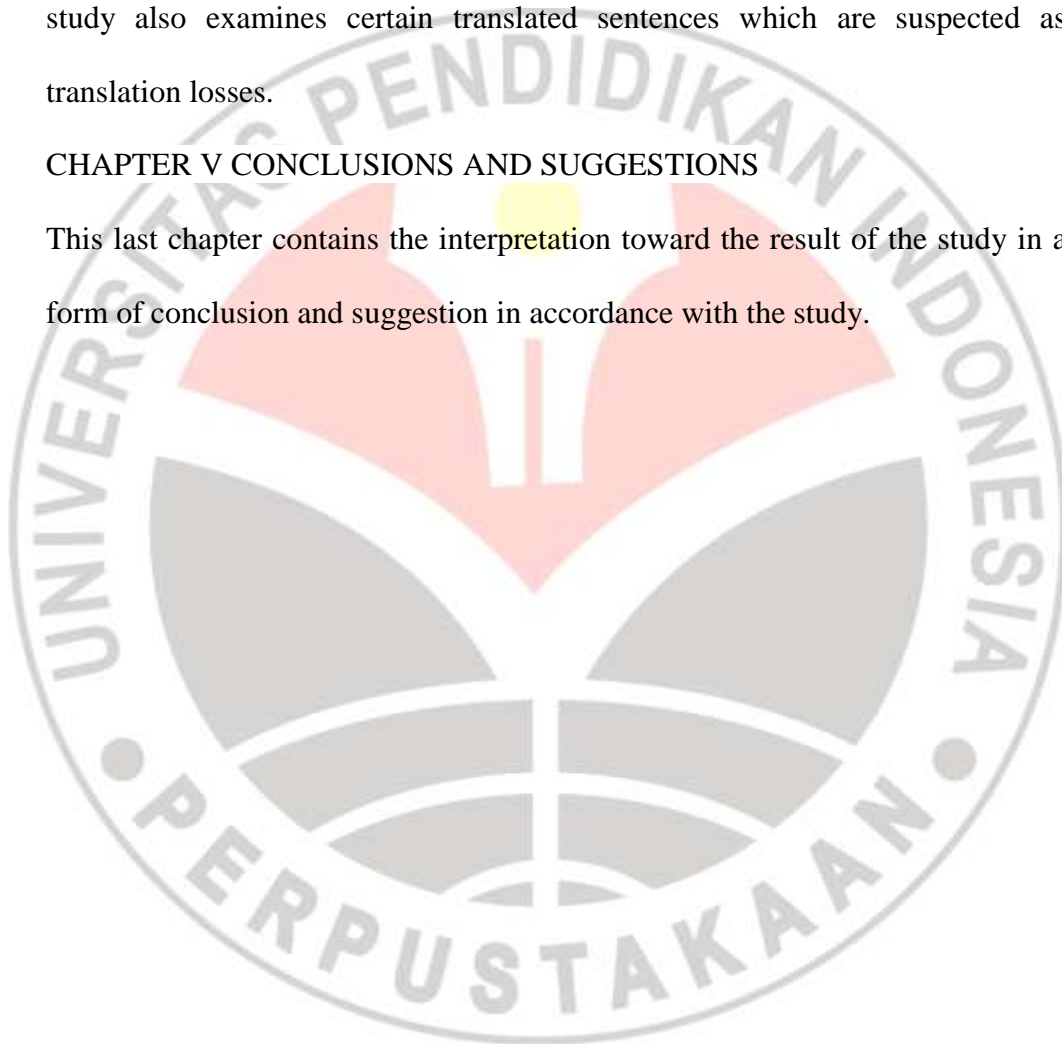 study also examines certain translated sentences which are suspected as
translation losses.
CHAPTER V CONCLUSIONS AND SUGGESTIONS
This last chapter contains the interpretation toward the result of the study in a
form of conclusion and suggestion in accordance with the study.
UNIVERSITAS PENDIDIKAN INDONESIA
PERPUSTAKAAN